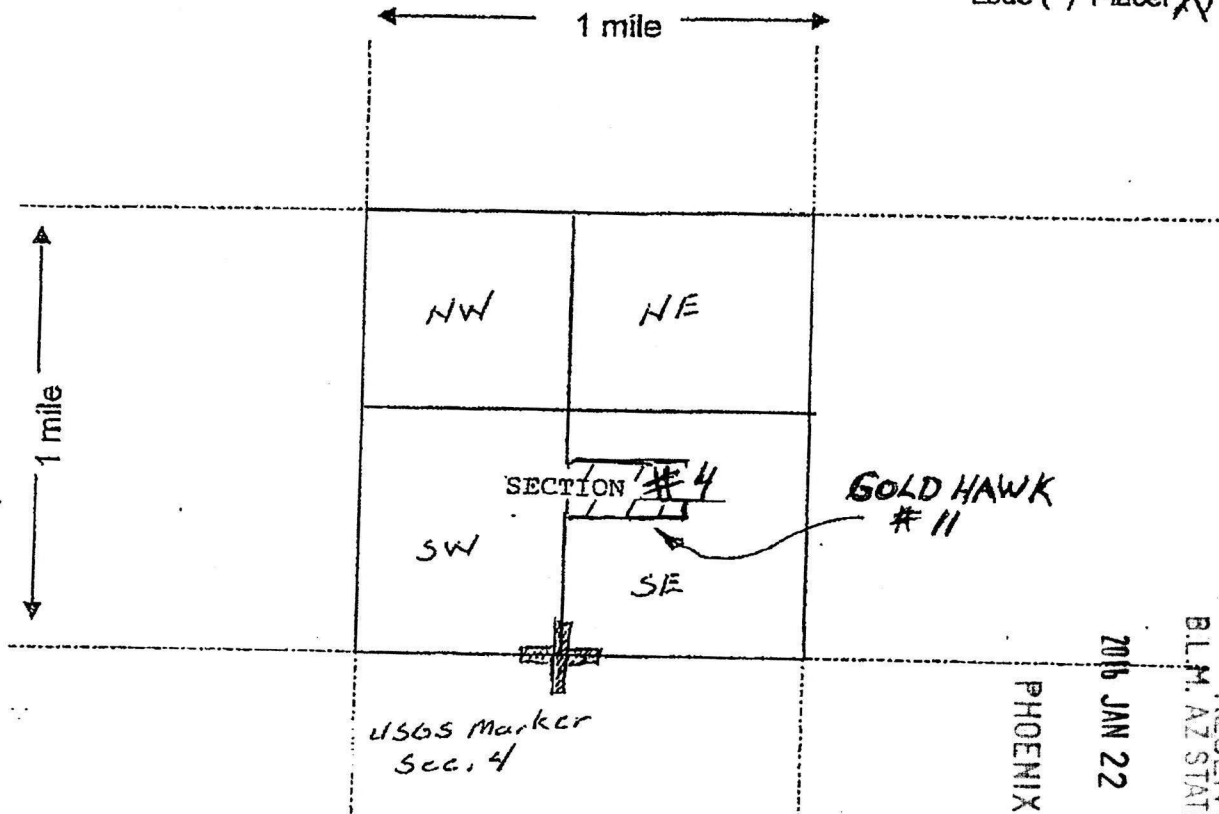 1 mile
1 mile
NW
NE
SECTION # 4
GOLD HAWK
# 11
SW
SE
USGS Marker
Sec. 4
B.L.M. AZ STAT
2016 JAN 22
PHOENIX